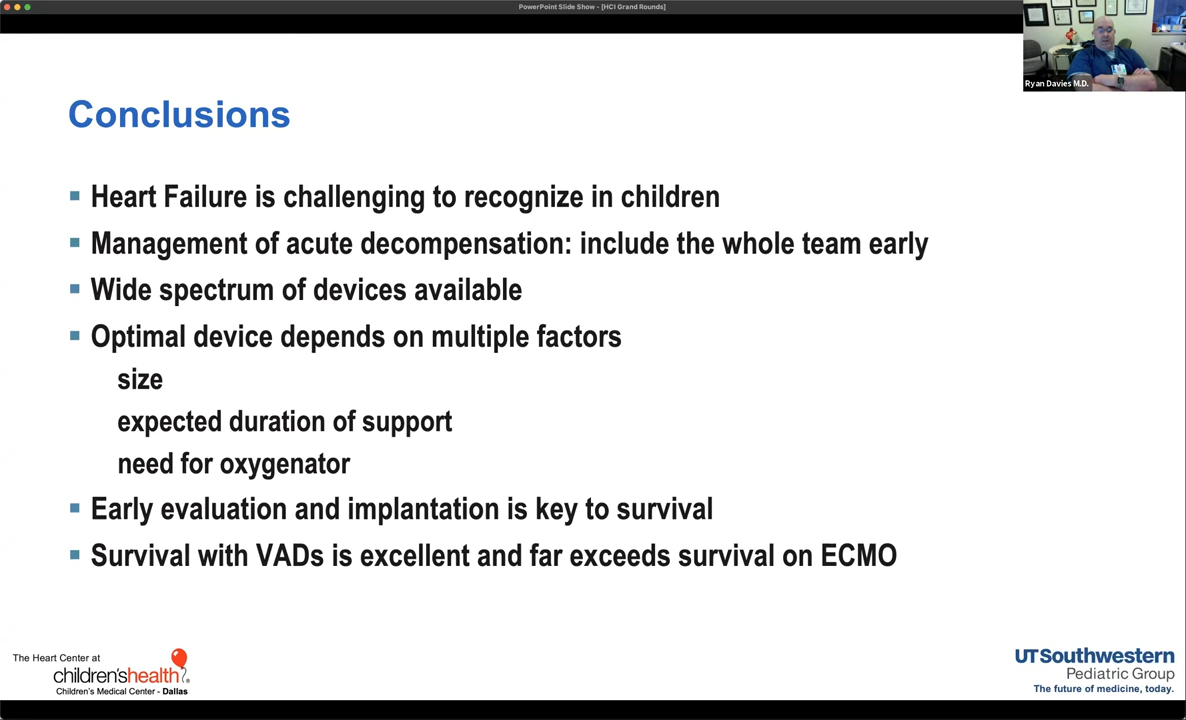 PowerPoint Slide Show - [HCI Grand Rounds]
Ryan Davies M.D.
Conclusions
Heart Failure is challenging to recognize in children
Management of acute decompensation: include the whole team early
Wide spectrum of devices available
Optimal device depends on multiple factors
size
expected duration of support
need for oxygenator
Early evaluation and implantation is key to survival
Survival with VADs is excellent and far exceeds survival on ECMO
The Heart Center at
children'shealth®
Children's Medical Center - Dallas
UTSouthwestern
Pediatric Group
The future of medicine, today.